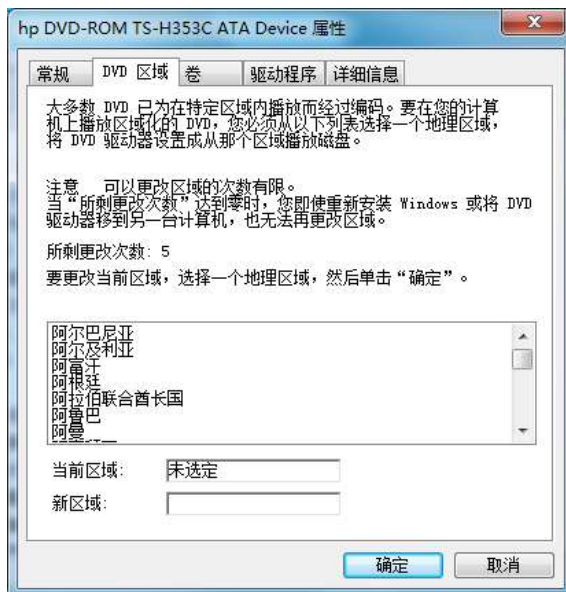 hp DVD-ROM TS-H353C ATA Device 属性
常规 DVD 区域 卷 驱动程序 详细信息
大多数 DVD 已为在特定区域内播放而经过编码。要在您的计算
机上播放区域化的 DVD，您必须从以下列表选择一个地理区域，
将 DVD 驱动器设置成从那个区域播放磁盘。
注意 可以更改区域的次数有限。
当“所剩更改次数”达到零时，您即使重新安装 Windows 或将 DVD
驱动器移到另一台计算机，也无法再更改区域。
所剩更改次数: 5
要更改当前区域，选择一个地理区域，然后单击“确定”。
阿尔巴尼亚
阿尔及利亚
阿富汗
阿根廷
阿拉伯联合酋长国
阿鲁巴
阿曼
当前区域: 未选定
新区域:
确定 取消